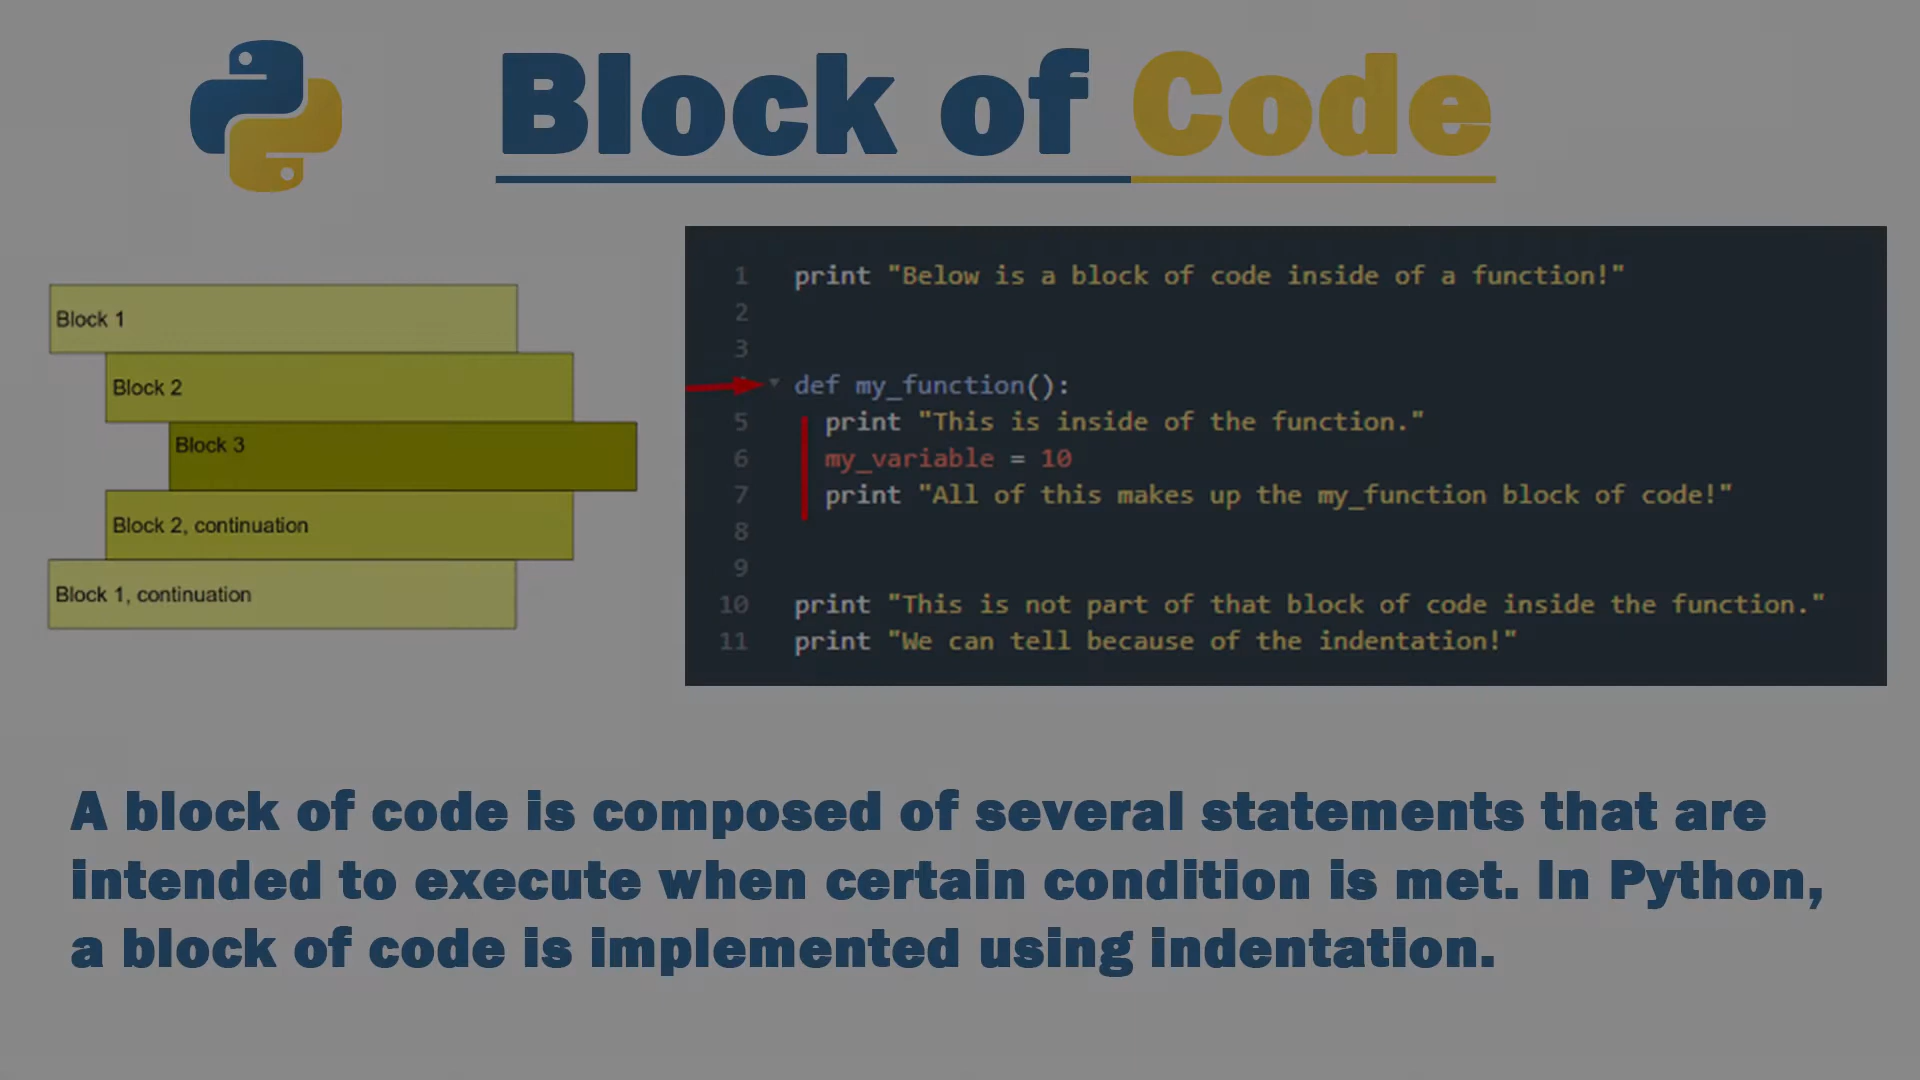 Block of Code
Block 1
Block 2
Block 3
Block 2, continuation
Block 1, continuation
1 print "Below is a block of code inside of a function!"
2
3
def my_function():
5 print "This is inside of the function."
6 my_variable = 10
7 print "All of this makes up the my_function block of code!"
8
9
10 print "This is not part of that block of code inside the function."
11 print "We can tell because of the indentation!"
A block of code is composed of several statements that are
intended to execute when certain condition is met. In Python,
a block of code is implemented using indentation.